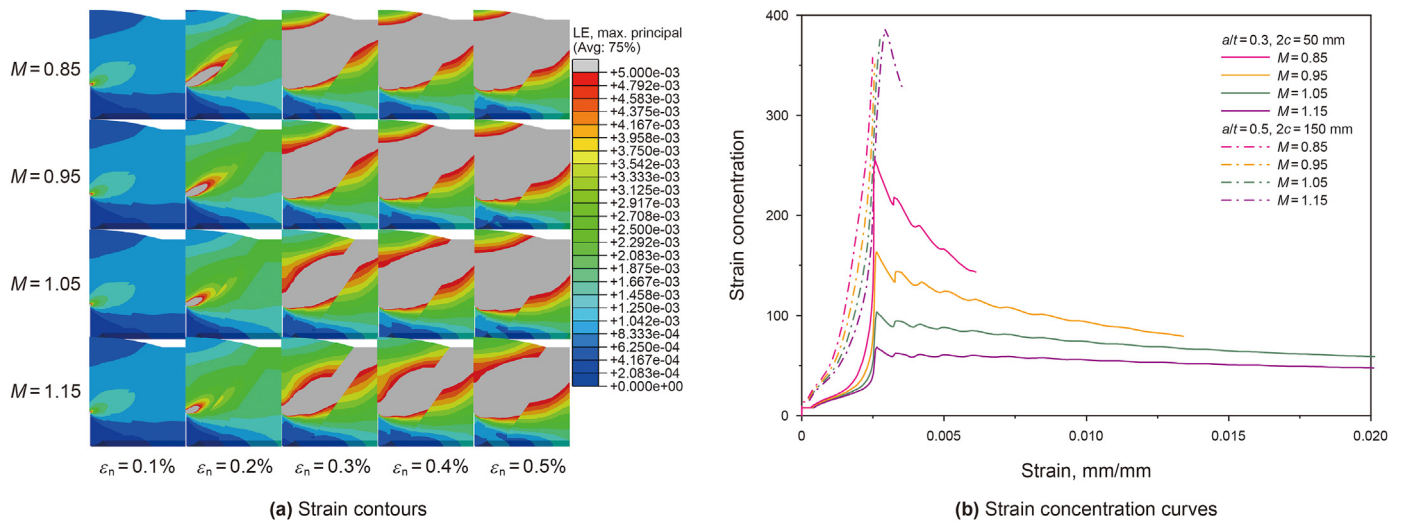 M = 0.85
M = 0.95
M = 1.05
M = 1.15
εn = 0.1%
εn = 0.2%
εn = 0.3%
εn = 0.4%
εn = 0.5%
LE, max. principal
(Avg: 75%)
+5.000e-03
+4.792e-03
+4.583e-03
+4.375e-03
+4.167e-03
+3.958e-03
+3.750e-03
+3.542e-03
+3.333e-03
+3.125e-03
+2.917e-03
+2.708e-03
+2.500e-03
+2.292e-03
+2.083e-03
+1.875e-03
+1.667e-03
+1.458e-03
+1.250e-03
+1.042e-03
+8.333e-04
+6.250e-04
+4.167e-04
+2.083e-04
+0.000e+00
(a) Strain contours
Strain concentration
400
300
200
100
0
0
0.005
0.010
0.015
0.020
Strain, mm/mm
a/t = 0.3, 2c = 50 mm
M = 0.85
M = 0.95
M = 1.05
M = 1.15
a/t = 0.5, 2c = 150 mm
M = 0.85
M = 0.95
M = 1.05
M = 1.15
(b) Strain concentration curves